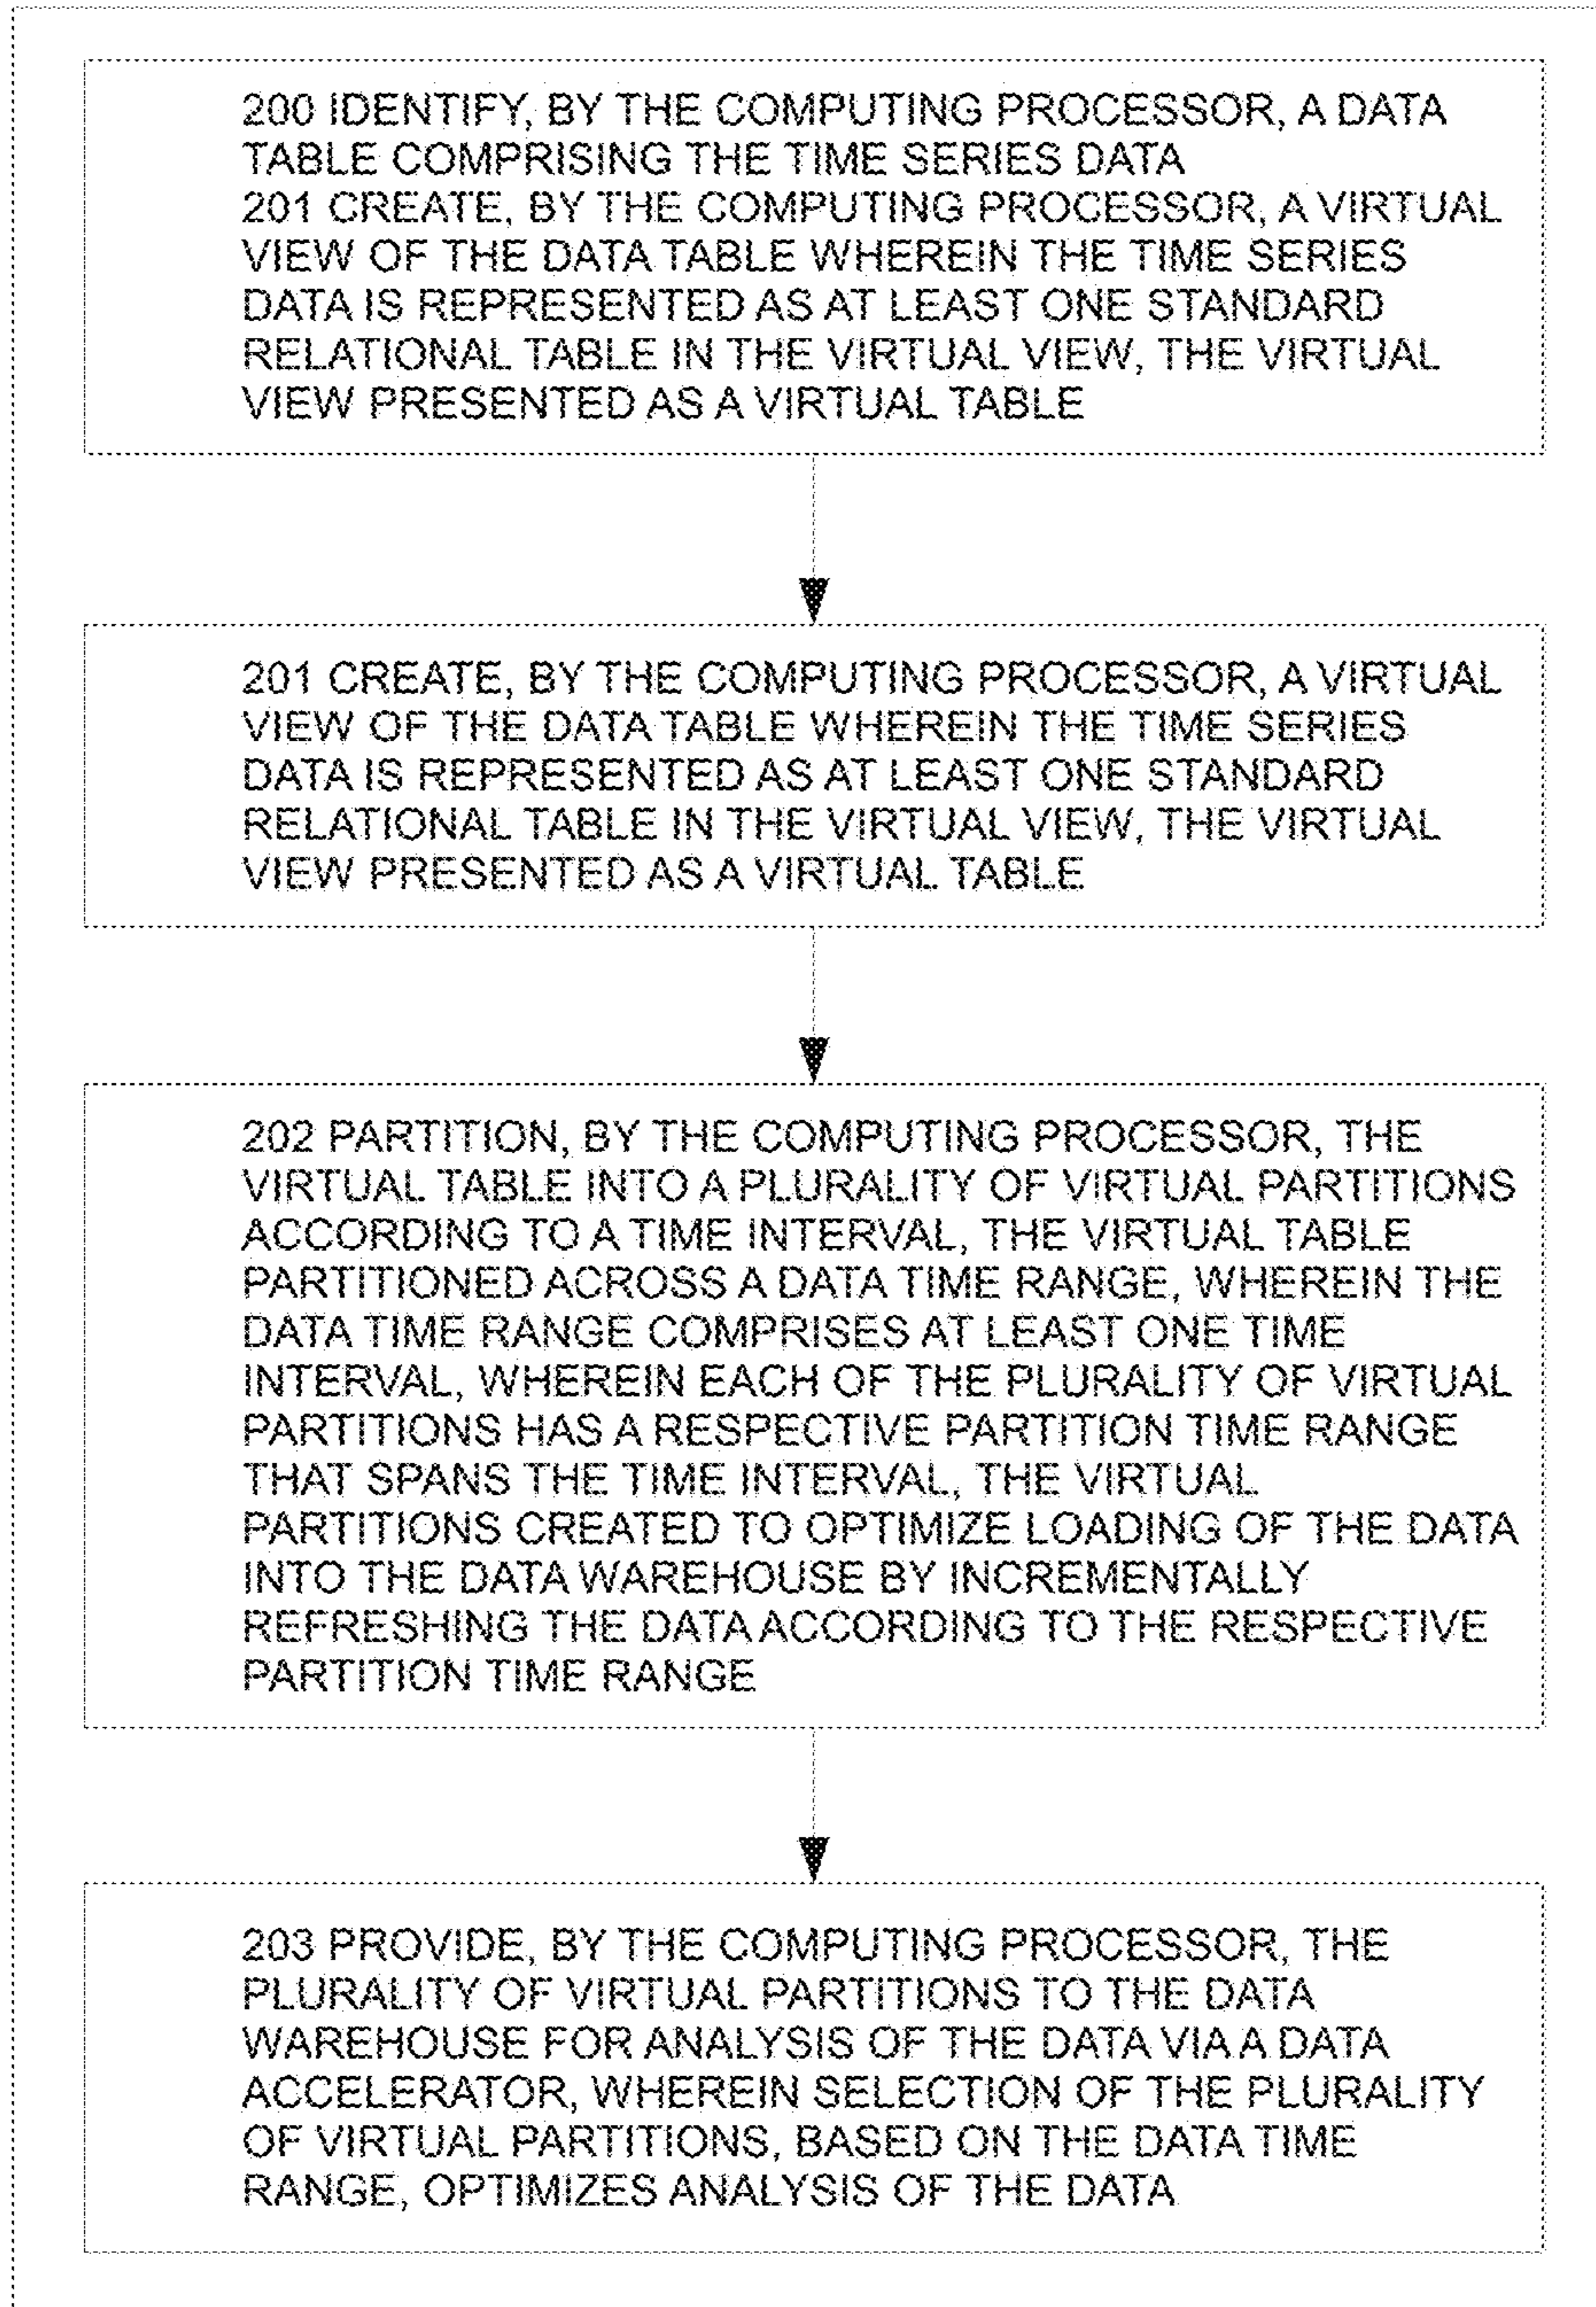 200 IDENTIFY, BY THE COMPUTING PROCESSOR, A DATA
TABLE COMPRISING THE TIME SERIES DATA
201 CREATE, BY THE COMPUTING PROCESSOR, A VIRTUAL
VIEW OF THE DATA TABLE WHEREIN THE TIME SERIES
DATA IS REPRESENTED AS AT LEAST ONE STANDARD
RELATIONAL TABLE IN THE VIRTUAL VIEW, THE VIRTUAL
VIEW PRESENTED AS A VIRTUAL TABLE
201 CREATE, BY THE COMPUTING PROCESSOR, A VIRTUAL
VIEW OF THE DATA TABLE WHEREIN THE TIME SERIES
DATA IS REPRESENTED AS AT LEAST ONE STANDARD
RELATIONAL TABLE IN THE VIRTUAL VIEW, THE VIRTUAL
VIEW PRESENTED AS A VIRTUAL TABLE
202 PARTITION, BY THE COMPUTING PROCESSOR, THE
VIRTUAL TABLE INTO A PLURALITY OF VIRTUAL PARTITIONS
ACCORDING TO A TIME INTERVAL, THE VIRTUAL TABLE
PARTITIONED ACROSS A DATA TIME RANGE, WHEREIN THE
DATA TIME RANGE COMPRISES AT LEAST ONE TIME
INTERVAL, WHEREIN EACH OF THE PLURALITY OF VIRTUAL
PARTITIONS HAS A RESPECTIVE PARTITION TIME RANGE
THAT SPANS THE TIME INTERVAL, THE VIRTUAL
PARTITIONS CREATED TO OPTIMIZE LOADING OF THE DATA
INTO THE DATA WAREHOUSE BY INCREMENTALLY
REFRESHING THE DATA ACCORDING TO THE RESPECTIVE
PARTITION TIME RANGE
203 PROVIDE, BY THE COMPUTING PROCESSOR, THE
PLURALITY OF VIRTUAL PARTITIONS TO THE DATA
WAREHOUSE FOR ANALYSIS OF THE DATA VIA A DATA
ACCELERATOR, WHEREIN SELECTION OF THE PLURALITY
OF VIRTUAL PARTITIONS, BASED ON THE DATA TIME
RANGE, OPTIMIZES ANALYSIS OF THE DATA